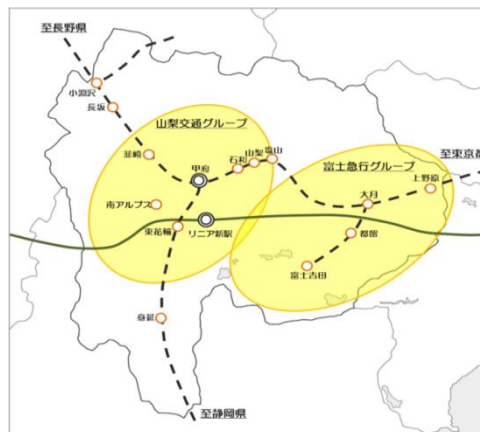 至長野県
小淵沢
長坂
山梨交通グループ
韮崎
甲府
石和
山梨
塩山
富士急行グループ
至東京都
上野原
大月
南アルプス
東花輪
リニア新駅
都留
富士吉田
身延
至静岡県